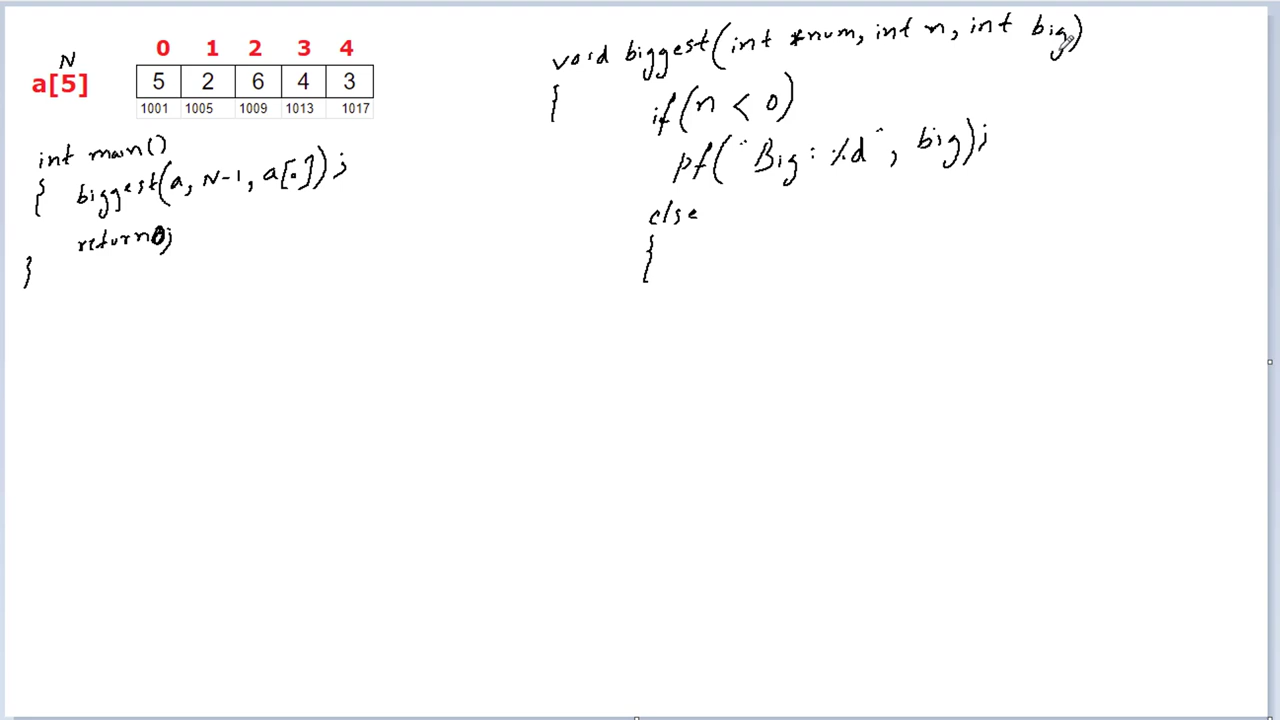 N
a[5]
0 1 2 3 4
5 2 6 4 3
1001 1005 1009 1013 1017
int main()
{ biggest(a, N-1, a[0]);
return 0;
}
void biggest(int *num, int n, int big)
{ if(n < 0)
pf("Big: %d", big);
else
{